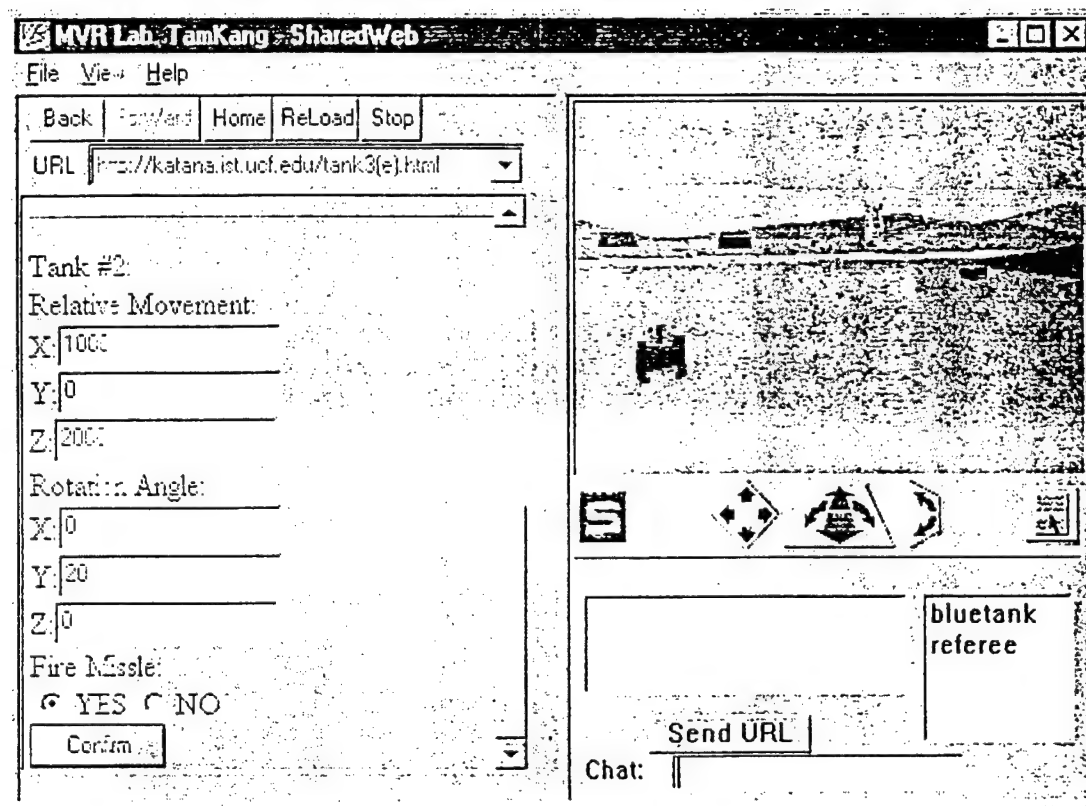 MVR Lab, TamKang - SharedWeb
File View Help
Back Forward Home ReLoad Stop
URL http://katana.ist.ucf.edu/tank3(e).html
Tank #2:
Relative Movement:
X: 1000
Y: 0
Z: 2000
Rotation Angle:
X: 0
Y: 20
Z: 0
Fire Missle:
YES NO
Confirm
bluetank
referee
Send URL
Chat: